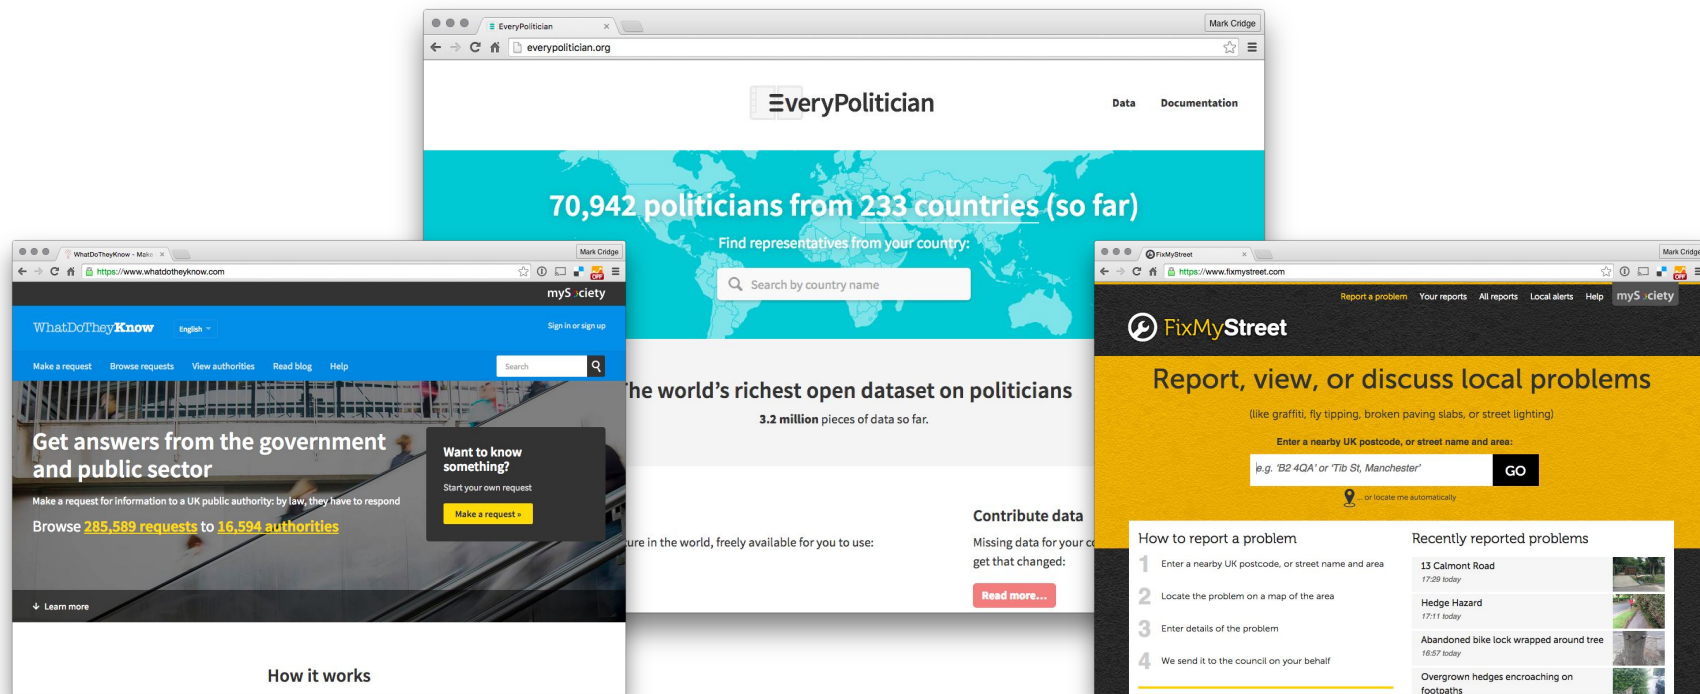 EveryPolitician
Mark Cridge
everypolitician.org
EveryPolitician
Data
Documentation
70,942 politicians from 233 countries (so far)
Find representatives from your country:
Search by country name
he world's richest open dataset on politicians
3.2 million pieces of data so far.
ure in the world, freely available for you to use:
Contribute data
Missing data for your co
get that changed:
Read more...
WhatDoTheyKnow - Make
Mark Cridge
https://www.whatdotheyknow.com
mySociety
WhatDoTheyKnow
English
Sign in or sign up
Make a request
Browse requests
View authorities
Read blog
Help
Search
Get answers from the government
and public sector
Make a request for information to a UK public authority: by law, they have to respond
Browse 285,589 requests to 16,594 authorities
Want to know
something?
Start your own request
Make a request »
Learn more
How it works
FixMyStreet
Mark Cridge
https://www.fixmystreet.com
OFF
OFF
Report a problem
Your reports
All reports
Local alerts
Help
mySociety
FixMyStreet
Report, view, or discuss local problems
(like graffiti, fly tipping, broken paving slabs, or street lighting)
Enter a nearby UK postcode, or street name and area:
e.g. 'B2 4QA' or 'Tib St, Manchester'
GO
... or locate me automatically
How to report a problem
1 Enter a nearby UK postcode, or street name and area
2 Locate the problem on a map of the area
3 Enter details of the problem
4 We send it to the council on your behalf
Recently reported problems
13 Calmont Road
17:29 today
Hedge Hazard
17:11 today
Abandoned bike lock wrapped around tree
16:57 today
Overgrown hedges encroaching on
footpaths